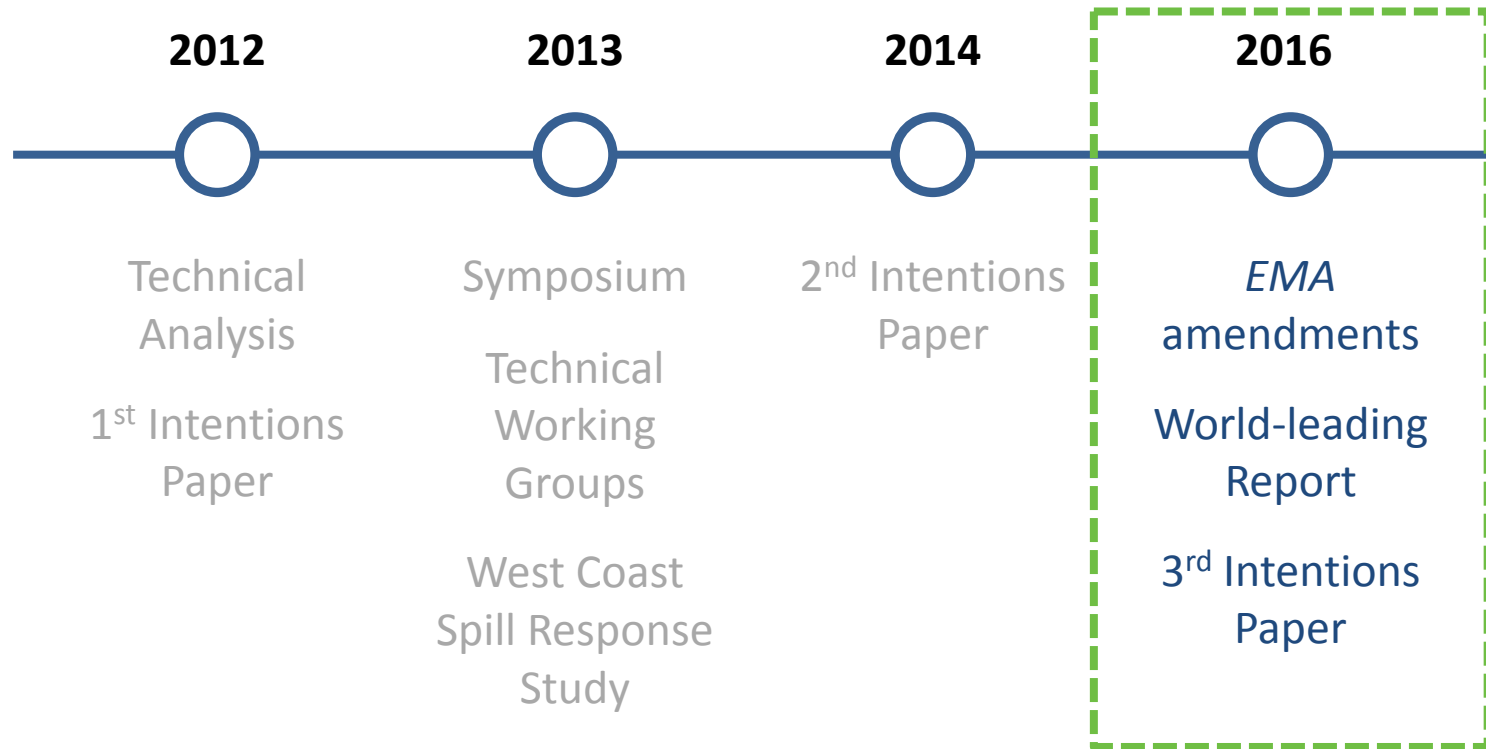 2012
Technical
Analysis
1st Intentions
Paper
2013
Symposium
Technical
Working
Groups
West Coast
Spill Response
Study
2014
2nd Intentions
Paper
2016
EMA
amendments
World-leading
Report
3rd Intentions
Paper